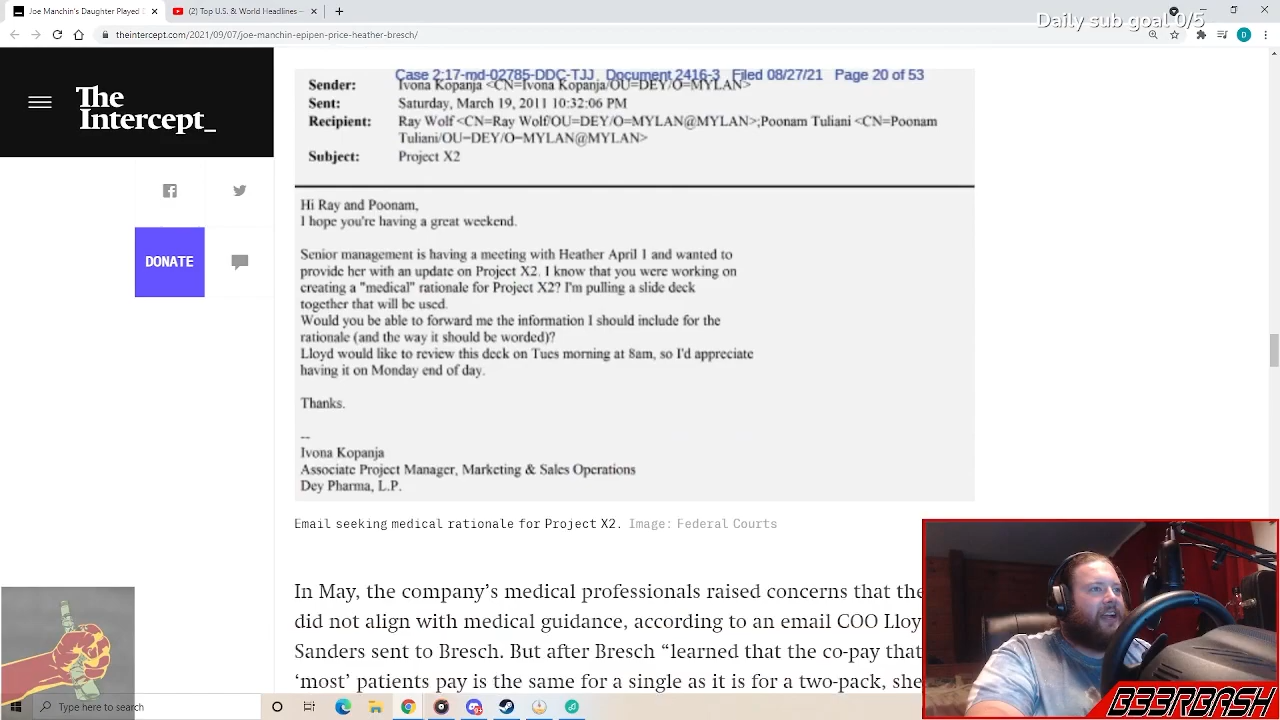 Joe Manchin's Daughter Played
(2) Top U.S. & World Headlines —
Daily sub goal 0/5
theintercept.com/2021/09/07/joe-manchin-epipen-price-heather-bresch/
D
The
Intercept_
DONATE
Case 2:17-md-02785-DDC-TJJ Document 2416-3 Filed 08/27/21 Page 20 of 53
Sender: Ivona Kopanja <CN=Ivona Kopanja/OU=DEY/O=MYLAN>
Sent: Saturday, March 19, 2011 10:32:06 PM
Recipient: Ray Wolf <CN=Ray Wolf/OU=DEY/O=MYLAN@MYLAN>;Poonam Tuliani <CN=Poonam
Tuliani/OU=DEY/O=MYLAN@MYLAN>
Subject: Project X2
Hi Ray and Poonam,
I hope you're having a great weekend.
Senior management is having a meeting with Heather April 1 and wanted to
provide her with an update on Project X2. I know that you were working on
creating a "medical" rationale for Project X2? I'm pulling a slide deck
together that will be used.
Would you be able to forward me the information I should include for the
rationale (and the way it should be worded)?
Lloyd would like to review this deck on Tues morning at 8am, so I'd appreciate
having it on Monday end of day.
Thanks.
--
Ivona Kopanja
Associate Project Manager, Marketing & Sales Operations
Dey Pharma, L.P.
Email seeking medical rationale for Project X2. Image: Federal Courts
In May, the company's medical professionals raised concerns that the
did not align with medical guidance, according to an email COO Lloy
Sanders sent to Bresch. But after Bresch "learned that the co-pay that
'most' patients pay is the same for a single as it is for a two-pack, she
Type here to search
B33RBASH